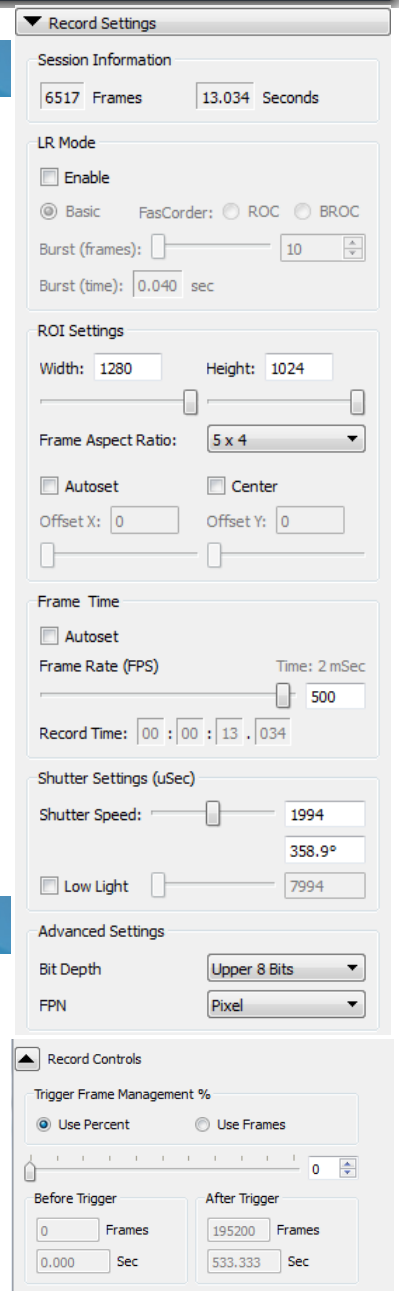 Record Settings
Session Information
6517 Frames 13.034 Seconds
LR Mode
Enable
Basic FasCorder: ROC BROC
Burst (frames): 10
Burst (time): 0.040 sec
ROI Settings
Width: 1280 Height: 1024
Frame Aspect Ratio: 5 x 4
Autoset Center
Offset X: 0 Offset Y: 0
Frame Time
Autoset
Frame Rate (FPS) Time: 2 mSec
500
Record Time: 00 : 00 : 13 . 034
Shutter Settings (uSec)
Shutter Speed: 1994
358.9°
Low Light 7994
Advanced Settings
Bit Depth Upper 8 Bits
FPN Pixel
Record Controls
Trigger Frame Management %
Use Percent Use Frames
0
Before Trigger After Trigger
0 Frames 195200 Frames
0.000 Sec 533.333 Sec